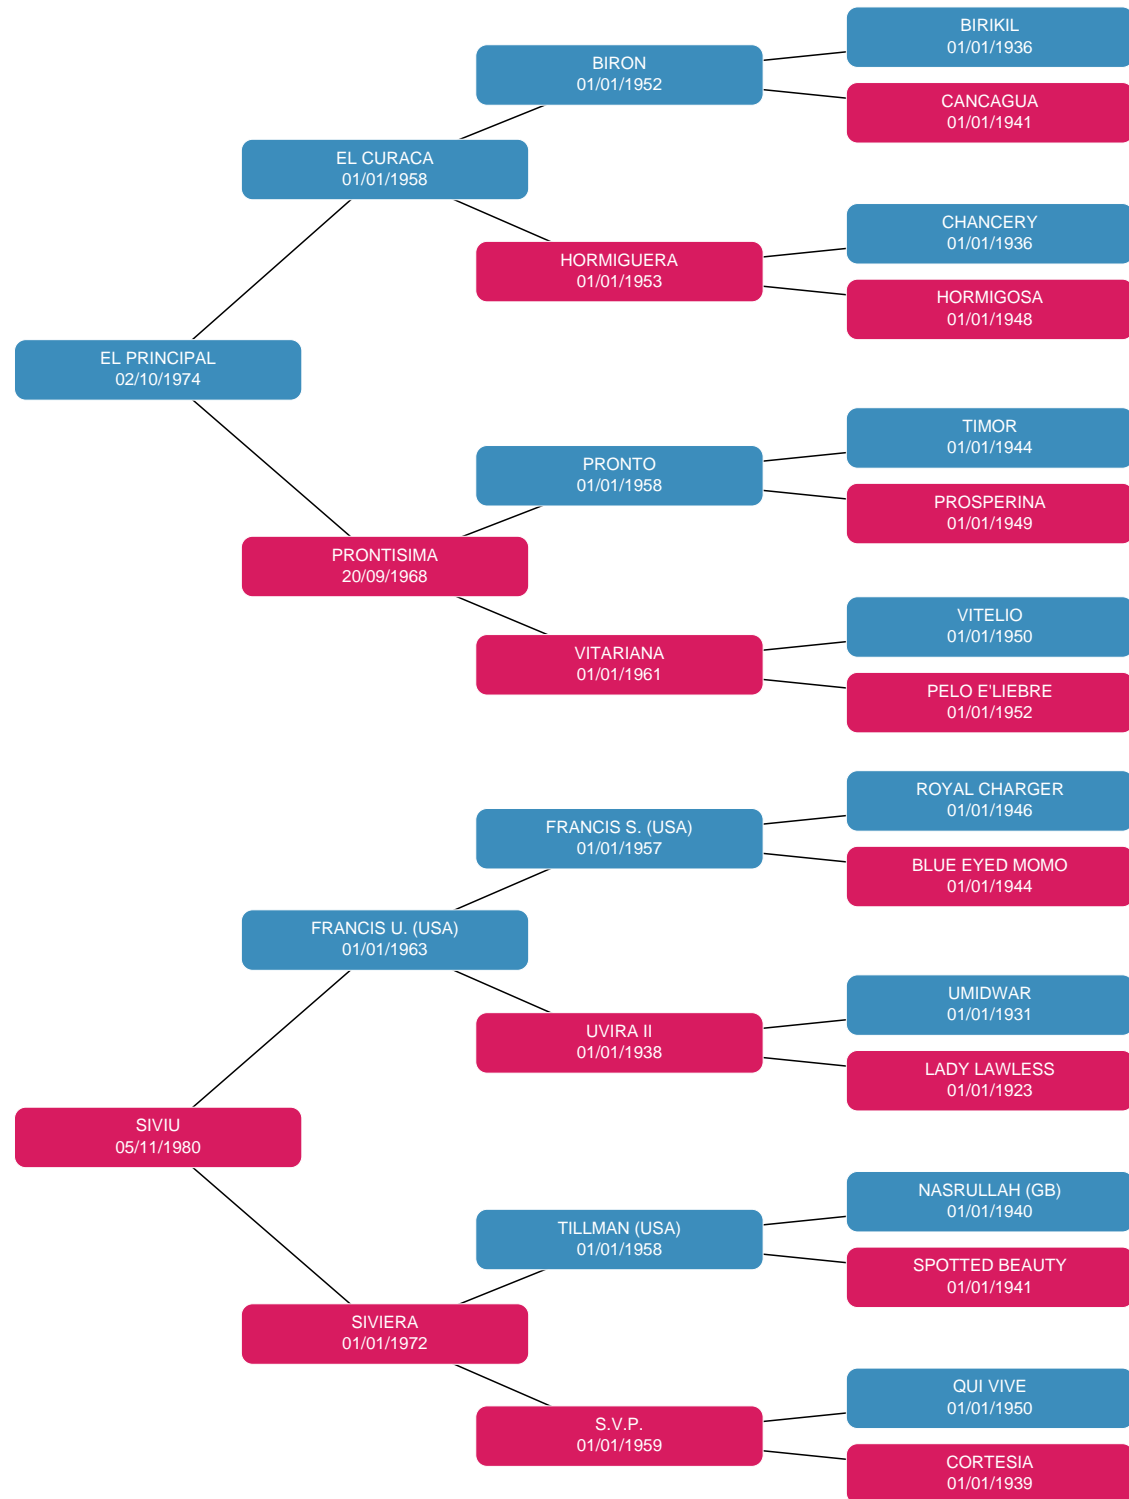 BIRIKIL
01/01/1936
BIRON
01/01/1952
CANCAGUA
01/01/1941
EL CURACA
01/01/1958
CHANCERY
01/01/1936
HORMIGUERA
01/01/1953
HORMIGOSA
01/01/1948
EL PRINCIPAL
02/10/1974
TIMOR
01/01/1944
PRONTO
01/01/1958
PROSPERINA
01/01/1949
PRONTISIMA
20/09/1968
VITELIO
01/01/1950
VITARIANA
01/01/1961
PELO E'LIEBRE
01/01/1952
ROYAL CHARGER
01/01/1946
FRANCIS S. (USA)
01/01/1957
BLUE EYED MOMO
01/01/1944
FRANCIS U. (USA)
01/01/1963
UMIDWAR
01/01/1931
UVIRA II
01/01/1938
LADY LAWLESS
01/01/1923
SIVIU
05/11/1980
NASRULLAH (GB)
01/01/1940
TILLMAN (USA)
01/01/1958
SPOTTED BEAUTY
01/01/1941
SIVIERA
01/01/1972
QUI VIVE
01/01/1950
S.V.P.
01/01/1959
CORTESIA
01/01/1939